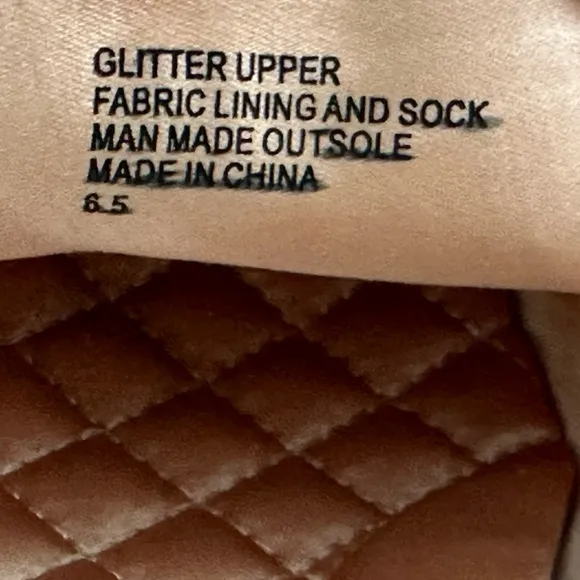 GLITTER UPPER
FABRIC LINING AND SOCK
MAN MADE OUTSOLE
MADE IN CHINA
6.5